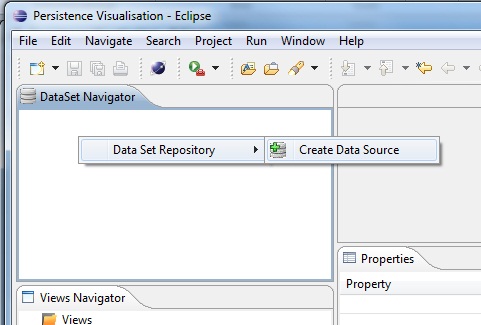 Persistence Visualisation - Eclipse
File Edit Navigate Search Project Run Window Help
DataSet Navigator
Data Set Repository Create Data Source
Properties
Property
Views Navigator
Views